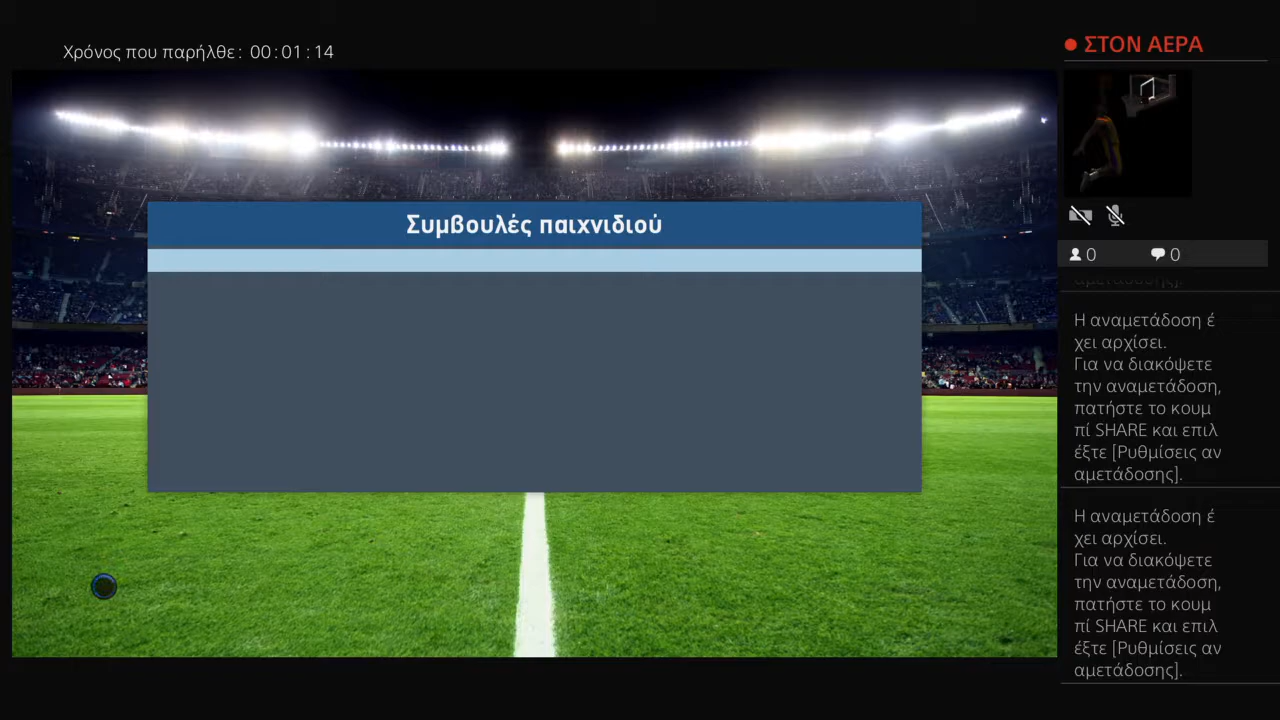 Χρόνος που παρήλθε: 00:01:14
ΣΤΟΝ ΑΕΡΑ
Συμβουλές παιχνιδιού
0 0
αμετάδοσης].
Η αναμετάδοση έ
χει αρχίσει.
Για να διακόψετε
την αναμετάδοση,
πατήστε το κουμ
πί SHARE και επιλ
έξτε [Ρυθμίσεις αν
αμετάδοσης].
Η αναμετάδοση έ
χει αρχίσει.
Για να διακόψετε
την αναμετάδοση,
πατήστε το κουμ
πί SHARE και επιλ
έξτε [Ρυθμίσεις αν
αμετάδοσης].